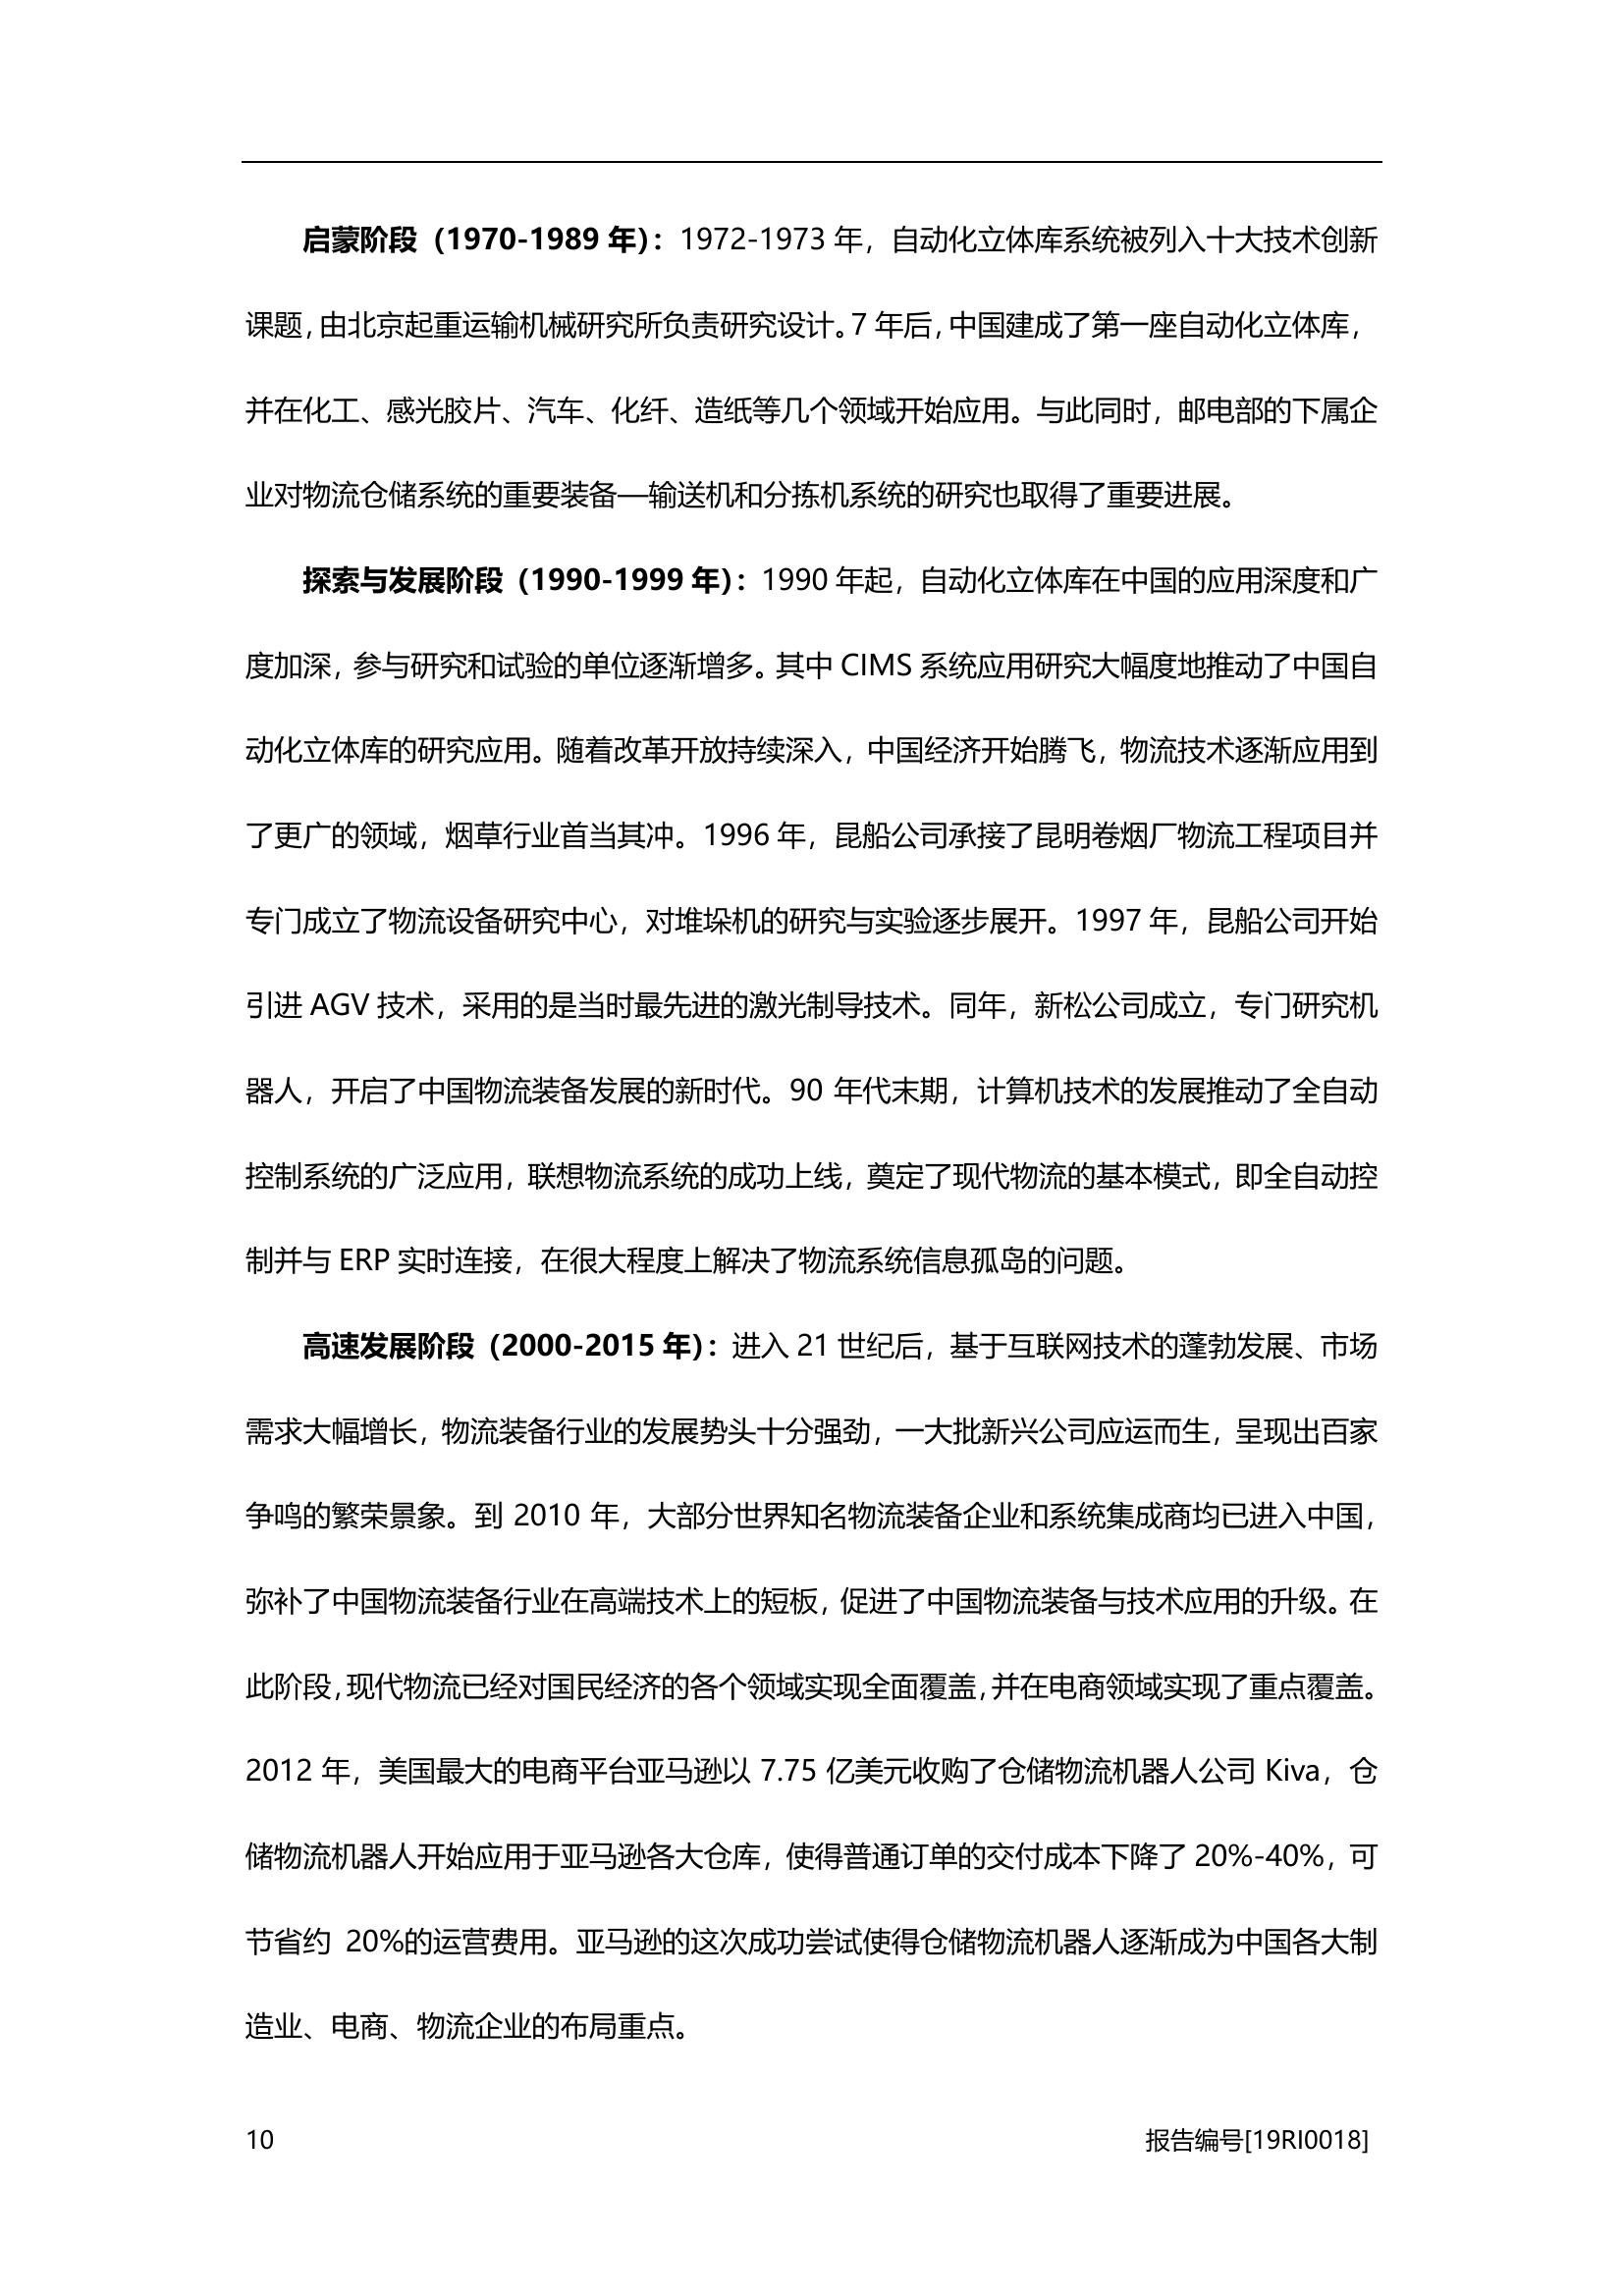 启蒙阶段（1970-1989 年）：1972-1973 年，自动化立体库系统被列入十大技术创新
课题，由北京起重运输机械研究所负责研究设计。7 年后，中国建成了第一座自动化立体库，
并在化工、感光胶片、汽车、化纤、造纸等几个领域开始应用。与此同时，邮电部的下属企
业对物流仓储系统的重要装备—输送机和分拣机系统的研究也取得了重要进展。
探索与发展阶段（1990-1999 年）：1990 年起，自动化立体库在中国的应用深度和广
度加深，参与研究和试验的单位逐渐增多。其中 CIMS 系统应用研究大幅度地推动了中国自
动化立体库的研究应用。随着改革开放持续深入，中国经济开始腾飞，物流技术逐渐应用到
了更广的领域，烟草行业首当其冲。1996 年，昆船公司承接了昆明卷烟厂物流工程项目并
专门成立了物流设备研究中心，对堆垛机的研究与实验逐步展开。1997 年，昆船公司开始
引进 AGV 技术，采用的是当时最先进的激光制导技术。同年，新松公司成立，专门研究机
器人，开启了中国物流装备发展的新时代。90 年代末期，计算机技术的发展推动了全自动
控制系统的广泛应用，联想物流系统的成功上线，奠定了现代物流的基本模式，即全自动控
制并与 ERP 实时连接，在很大程度上解决了物流系统信息孤岛的问题。
高速发展阶段（2000-2015 年）：进入 21 世纪后，基于互联网技术的蓬勃发展、市场
需求大幅增长，物流装备行业的发展势头十分强劲，一大批新兴公司应运而生，呈现出百家
争鸣的繁荣景象。到 2010 年，大部分世界知名物流装备企业和系统集成商均已进入中国，
弥补了中国物流装备行业在高端技术上的短板，促进了中国物流装备与技术应用的升级。在
此阶段，现代物流已经对国民经济的各个领域实现全面覆盖，并在电商领域实现了重点覆盖。
2012 年，美国最大的电商平台亚马逊以 7.75 亿美元收购了仓储物流机器人公司 Kiva，仓
储物流机器人开始应用于亚马逊各大仓库，使得普通订单的交付成本下降了 20%-40%，可
节省约 20%的运营费用。亚马逊的这次成功尝试使得仓储物流机器人逐渐成为中国各大制
造业、电商、物流企业的布局重点。
10 报告编号[19RI0018]